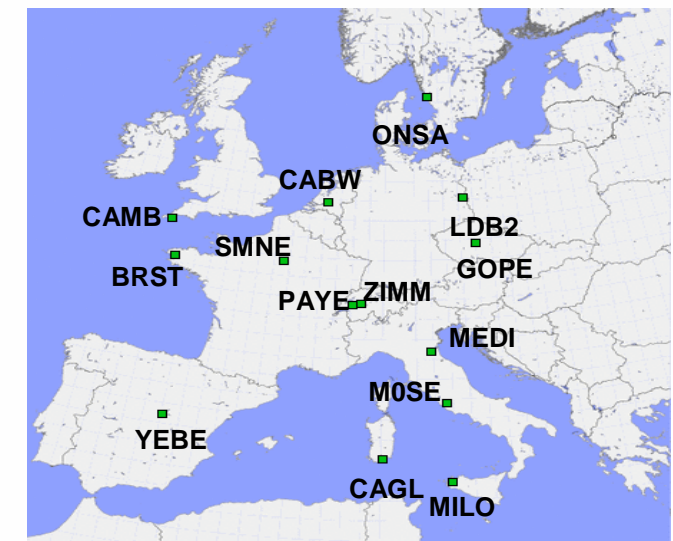 ONSA
CABW
CAMB
LDB2
SMNE
GOPE
BRST
PAYE
ZIMM
MEDI
M0SE
YEBE
CAGL
MILO